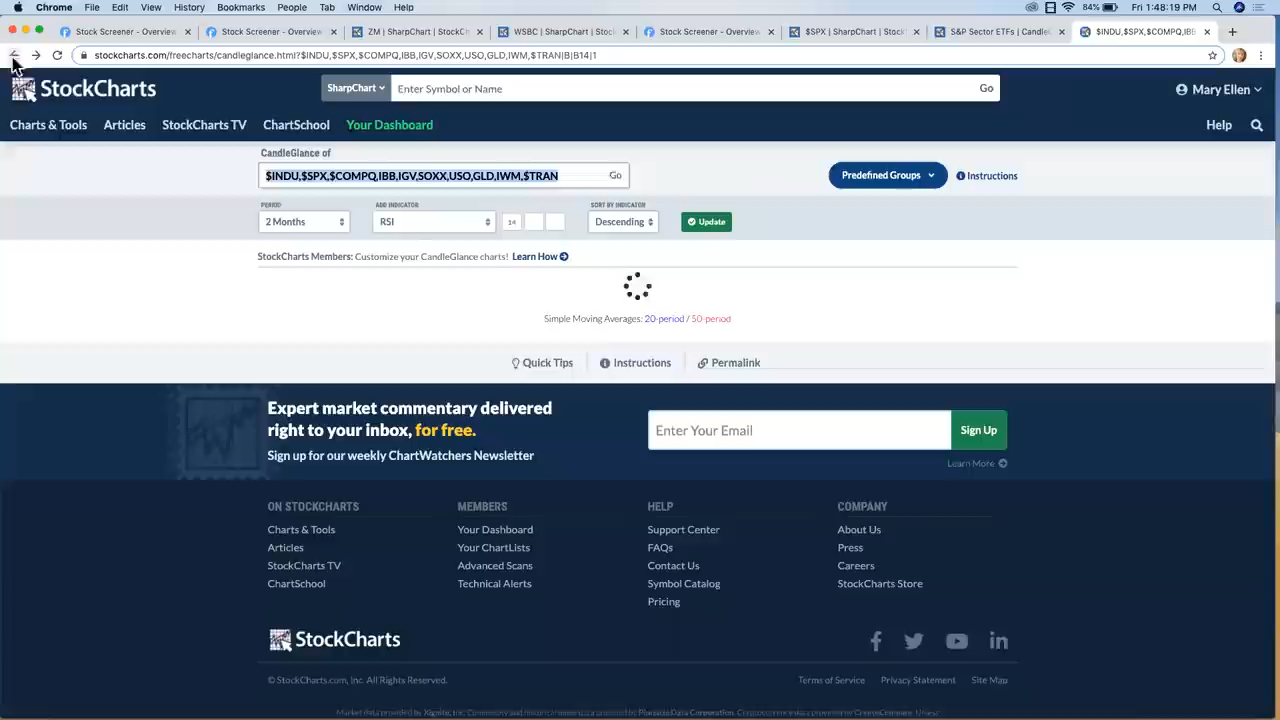 Chrome File Edit View History Bookmarks People Tab Window Help 84% Fri 1:48:19 PM
Stock Screener - Overview Stock Screener - Overview ZM | SharpChart | StockC WSBC | SharpChart | Stock Stock Screener - Overview $SPX | SharpChart | Stock S&P Sector ETFs | Candle $INDU,$SPX,$COMPQ,IBB
stockcharts.com/freecharts/candleglance.html?$INDU,$SPX,$COMPQ,IBB,IGV,SOXX,USO,GLD,IWM,$TRAN|B|B14|1
StockCharts SharpChart Enter Symbol or Name Go Mary Ellen
Charts & Tools Articles StockCharts TV ChartSchool Your Dashboard Help
CandleGlance of
$INDU,$SPX,$COMPQ,IBB,IGV,SOXX,USO,GLD,IWM,$TRAN Go Predefined Groups Instructions
PERIOD ADD INDICATOR SORT BY INDICATOR
2 Months RSI 14 Descending Update
StockCharts Members: Customize your CandleGlance charts! Learn How
Simple Moving Averages: 20-period / 50-period
Quick Tips Instructions Permalink
Expert market commentary delivered
right to your inbox, for free.
Enter Your Email Sign Up
Sign up for our weekly ChartWatchers Newsletter
Learn More
ON STOCKCHARTS MEMBERS HELP COMPANY
Charts & Tools Your Dashboard Support Center About Us
Articles Your ChartLists FAQs Press
StockCharts TV Advanced Scans Contact Us Careers
ChartSchool Technical Alerts Symbol Catalog StockCharts Store
Pricing
StockCharts
© StockCharts.com, Inc. All Rights Reserved. Terms of Service Privacy Statement Site Map
Market data provided by Xignite, Inc.